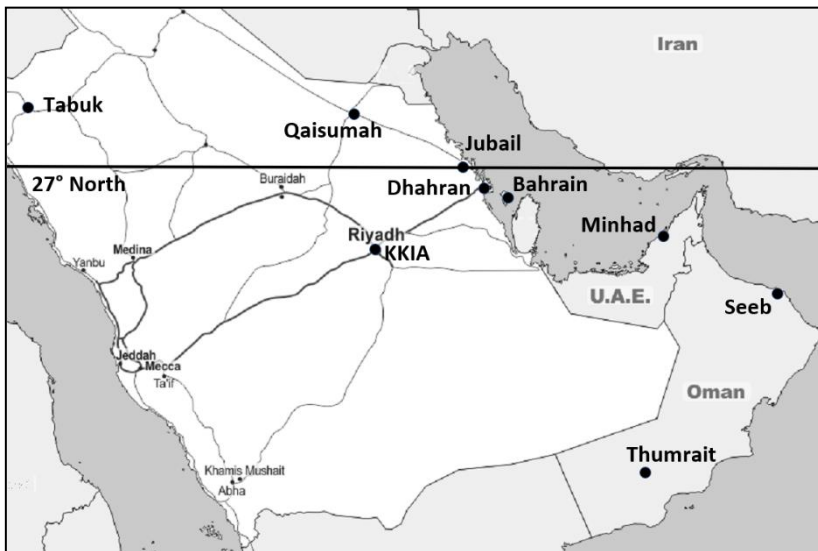 Iran
Tabuk
Qaisumah
Jubail
27° North
Buraidah
Dhahran
Bahrain
Minhad
Riyadh
KKIA
Medina
Yanbu
U.A.E.
Seeb
Jeddah
Mecca
Ta'if
Oman
Thumrait
Khamis Mushait
Abha